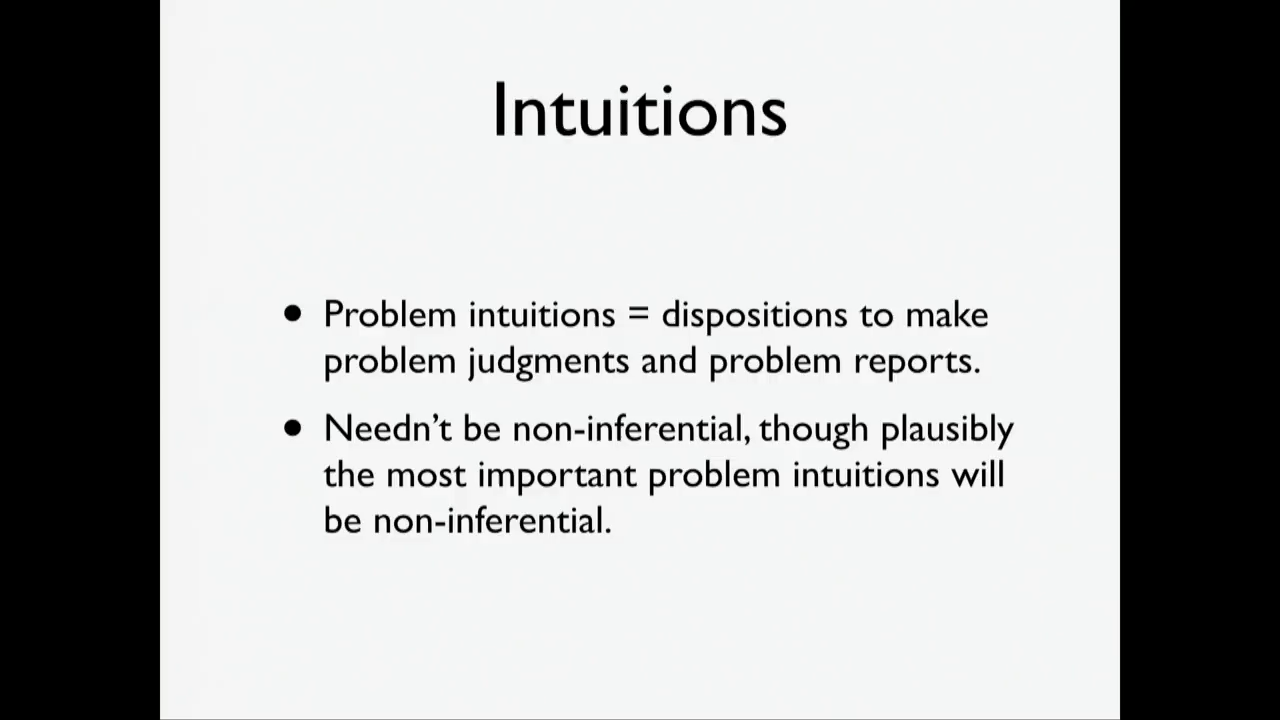 Intuitions
• Problem intuitions = dispositions to make
problem judgments and problem reports.
• Needn’t be non-inferential, though plausibly
the most important problem intuitions will
be non-inferential.